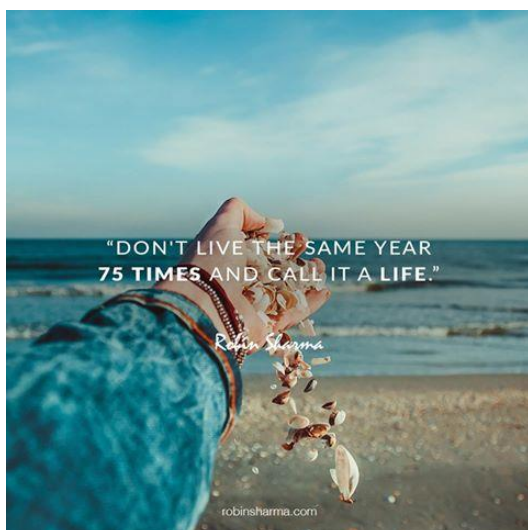 “DON'T LIVE THE SAME YEAR
75 TIMES AND CALL IT A LIFE.”
Robin Sharma
robinsharma.com